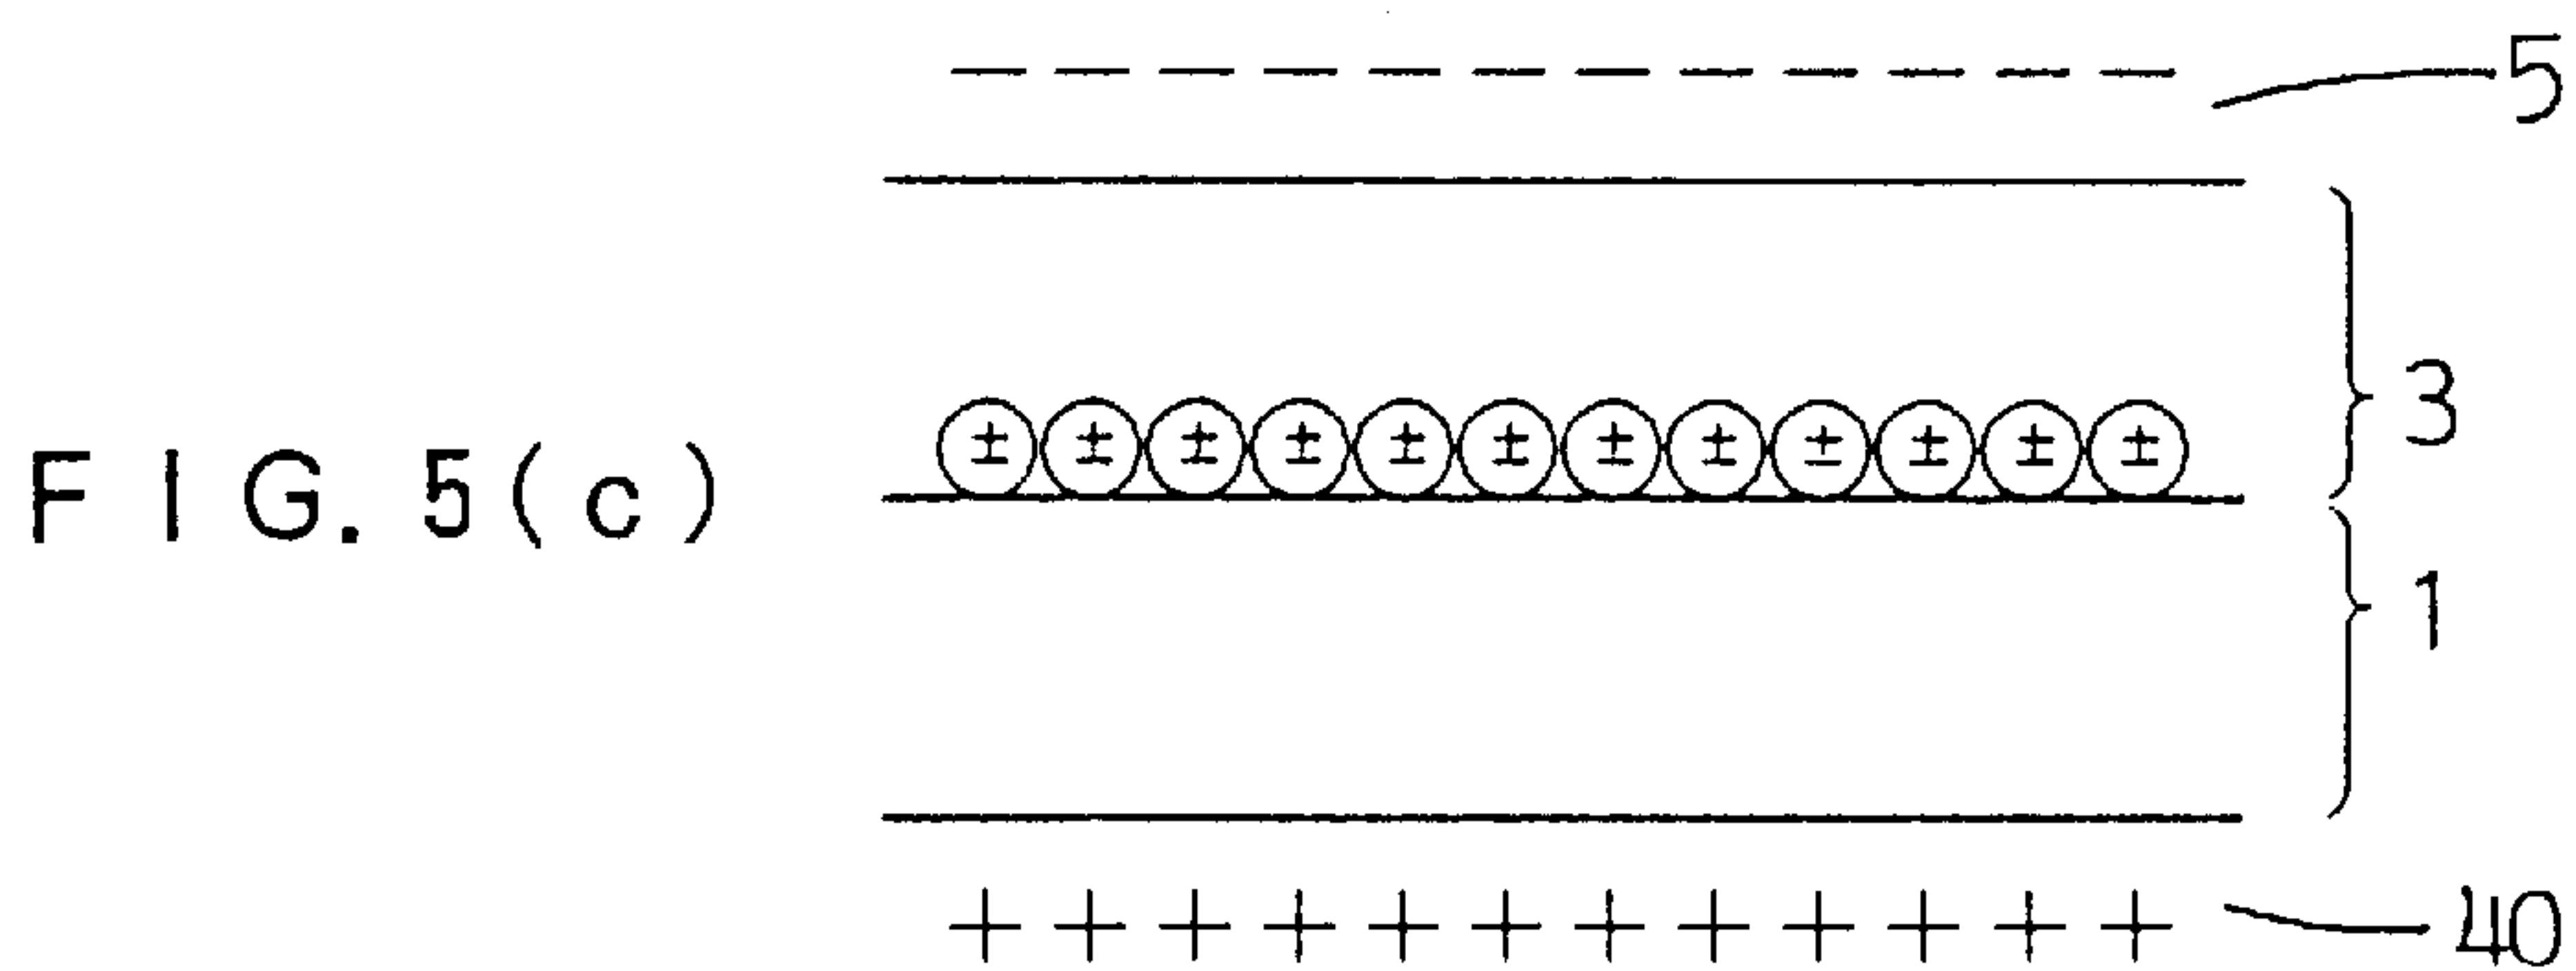 — — — — — — — — — — — — 5
3
± ± ± ± ± ± ± ± ± ± ± ±
FIG. 5(c)
1
+ + + + + + + + + + + + 40